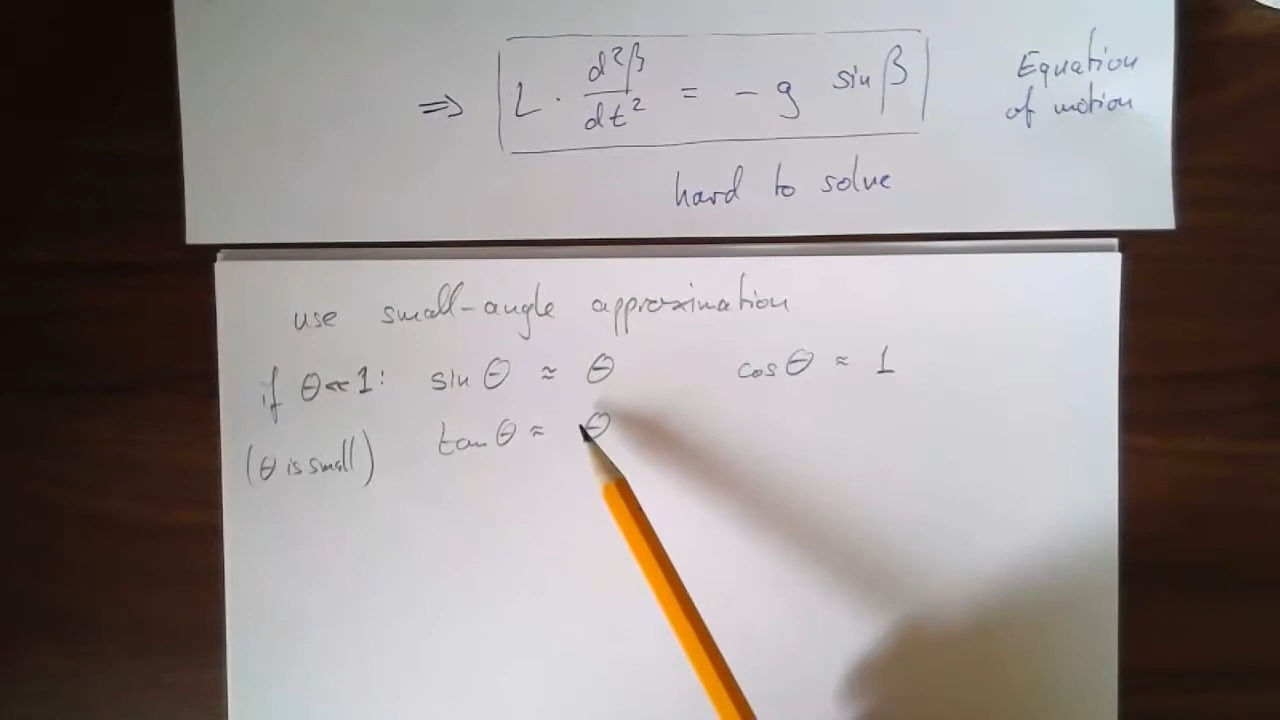 ⇒ L · d²β/dt² = - g sin β Equation of motion
hard to solve
use small-angle approximation
if Θ≪1: sin Θ ≈ Θ cos Θ ≈ 1
(Θ is small) tan Θ ≈ Θ